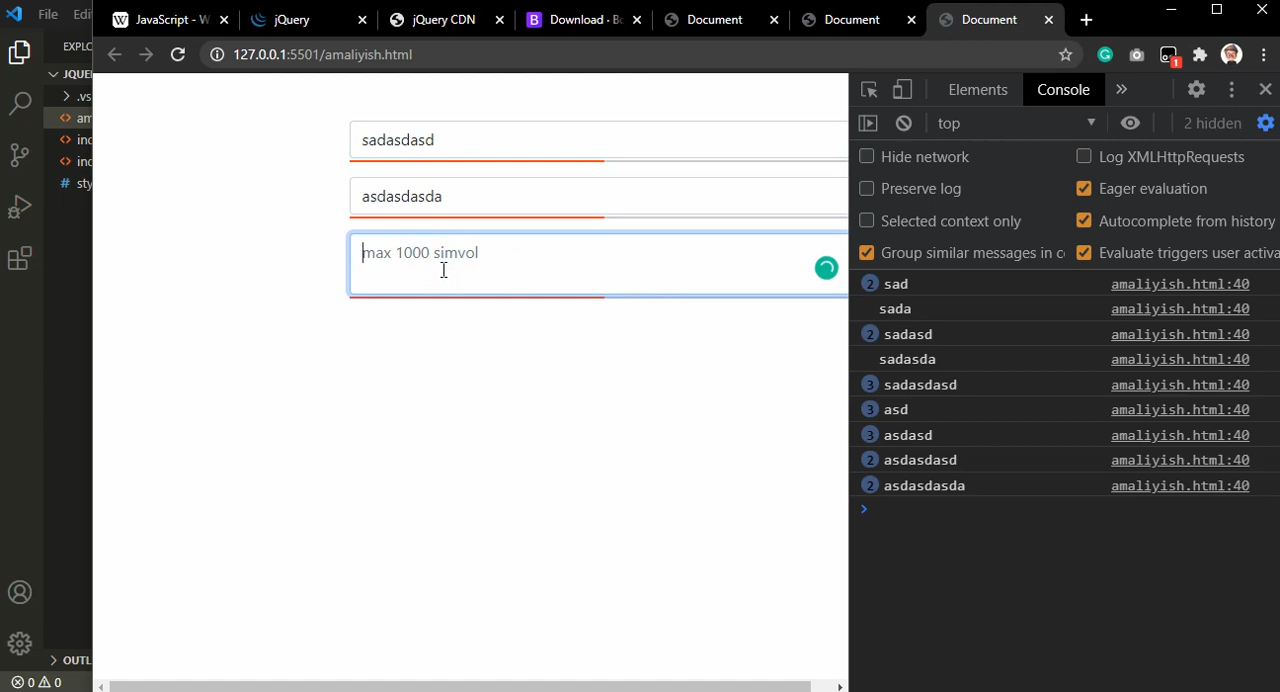 File Edit
JavaScript - W
jQuery
jQuery CDN
Download · Bo
Document
Document
Document
EXPLO
127.0.0.1:5501/amaliyish.html
JQUE
.vs
am
ind
ind
sty
Elements
Console
top
2 hidden
Hide network
Log XMLHttpRequests
Preserve log
Eager evaluation
Selected context only
Autocomplete from history
Group similar messages in co
Evaluate triggers user activa
sadasdasd
asdasdasda
max 1000 simvol
2 sad amaliyish.html:40
sada amaliyish.html:40
2 sadasd amaliyish.html:40
sadasda amaliyish.html:40
3 sadasdasd amaliyish.html:40
3 asd amaliyish.html:40
3 asdasd amaliyish.html:40
2 asdasdasd amaliyish.html:40
2 asdasdasda amaliyish.html:40
OUTL
0 0
1